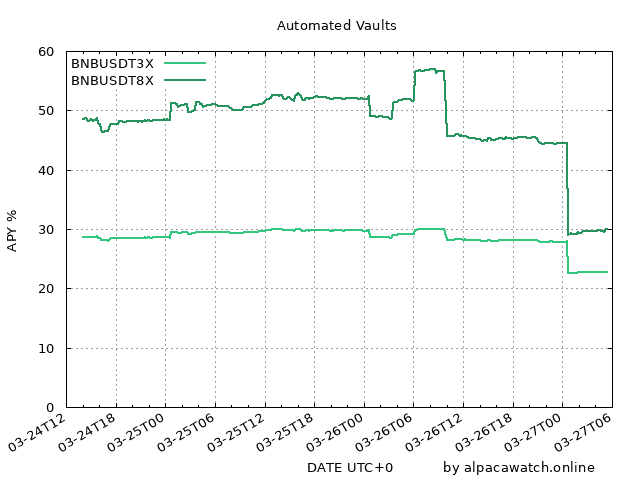 Automated Vaults
BNBUSDT3X
BNBUSDT8X
APY %
60
50
40
30
20
10
0
03-24T12
03-24T18
03-25T00
03-25T06
03-25T12
03-25T18
03-26T00
03-26T06
03-26T12
03-26T18
03-27T00
03-27T06
DATE UTC+0
by alpacawatch.online